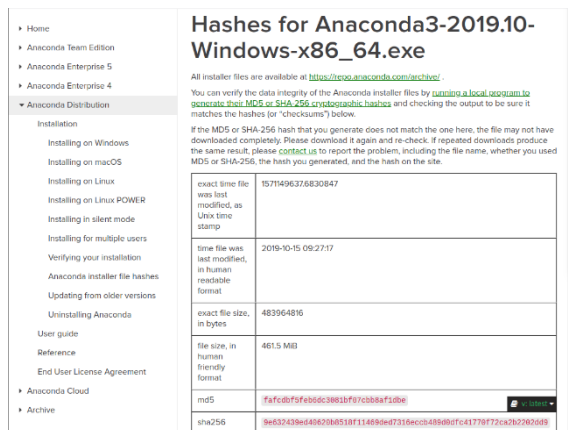 Home
Anaconda Team Edition
Anaconda Enterprise 5
Anaconda Enterprise 4
Anaconda Distribution
Installation
Installing on Windows
Installing on macOS
Installing on Linux
Installing on Linux POWER
Installing in silent mode
Installing for multiple users
Verifying your installation
Anaconda installer file hashes
Updating from older versions
Uninstalling Anaconda
User guide
Reference
End User License Agreement
Anaconda Cloud
Archive
Hashes for Anaconda3-2019.10-
Windows-x86_64.exe
All installer files are available at https://repo.anaconda.com/archive/ .
You can verify the data integrity of the Anaconda installer files by running a local program to
generate their MD5 or SHA-256 cryptographic hashes and checking the output to be sure it
matches the hashes (or "checksums") below.
If the MD5 or SHA-256 hash that you generate does not match the one here, the file may not have
downloaded completely. Please download it again and re-check. If repeated downloads produce
the same result, please contact us to report the problem, including the file name, whether you used
MD5 or SHA-256, the hash you generated, and the hash on the site.
exact time file
was last
modified, as
Unix time
stamp
1571149637.6830847
time file was
last modified,
in human
readable
format
2019-10-15 09:27:17
exact file size,
in bytes
483964816
file size, in
human
friendly
format
461.5 MiB
md5
fafcdbf5feb6dc3081bf07cbb8af1dbe
v: latest
sha256
9e632439ed40620b8518f11469ded7316eccb489d0dfc41770f72ca2b2202dd9